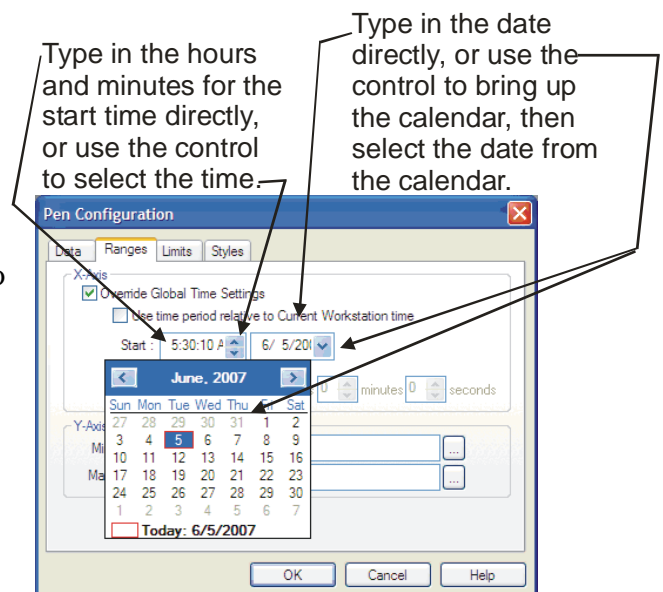 Type in the hours
and minutes for the
start time directly,
or use the control
to select the time.
Type in the date
directly, or use the
control to bring up
the calendar, then
select the date from
the calendar.
Pen Configuration
Data Ranges Limits Styles
X-Axis
Override Global Time Settings
Use time period relative to Current Workstation time
Start : 5:30:10 A 6/ 5/20
June, 2007
0 minutes 0 seconds
Sun Mon Tue Wed Thu Fri Sat
27 28 29 30 31 1 2
3 4 5 6 7 8 9
10 11 12 13 14 15 16
17 18 19 20 21 22 23
24 25 26 27 28 29 30
1 2 3 4 5 6 7
Today: 6/5/2007
Y-Axis
Mi ...
Ma ...
OK Cancel Help